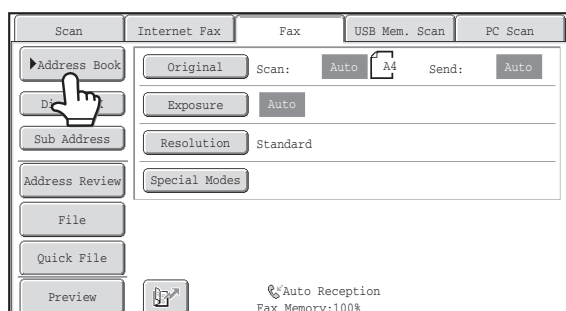 Scan Internet Fax Fax USB Mem. Scan PC Scan
Address Book
Original Scan: Auto A4 Send: Auto
Exposure Auto
Sub Address
Resolution Standard
Address Review
Special Modes
File
Quick File
Preview
Auto Reception
Fax Memory:100%